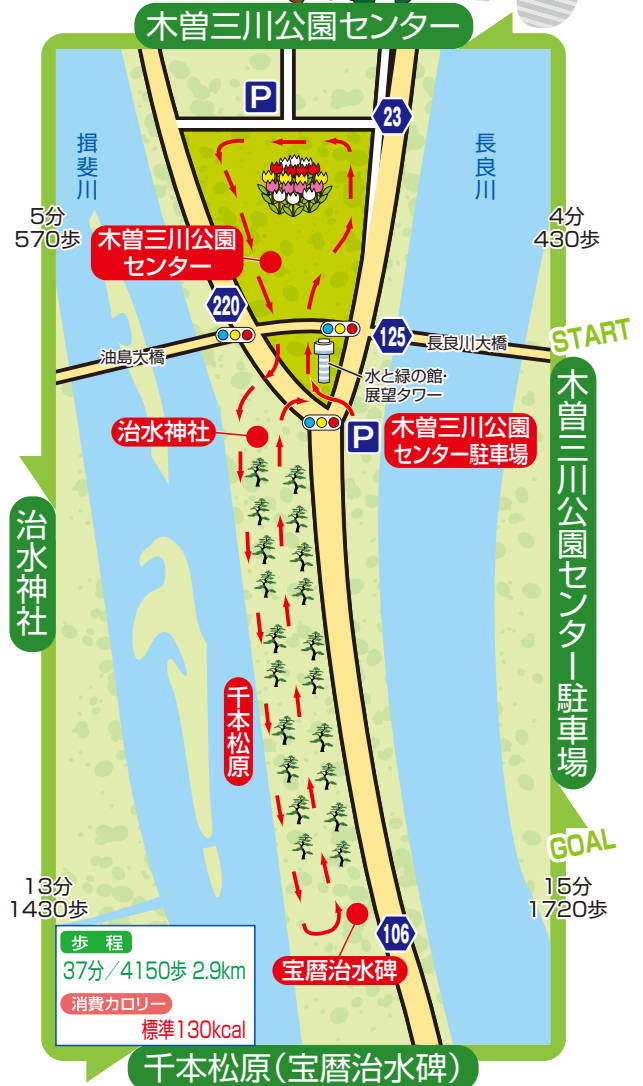 木曽三川公園センター
P
23
揖斐川
長良川
5分
570歩
4分
430歩
木曽三川公園
センター
220
125
油島大橋
長良川大橋
START
水と緑の館・
展望タワー
治水神社
P
木曽三川公園
センター駐車場
木曽三川公園センター駐車場
治水神社
千本松原
GOAL
13分
1430歩
15分
1720歩
106
宝暦治水碑
歩程
37分/4150歩 2.9km
消費カロリー
標準130kcal
千本松原(宝暦治水碑)